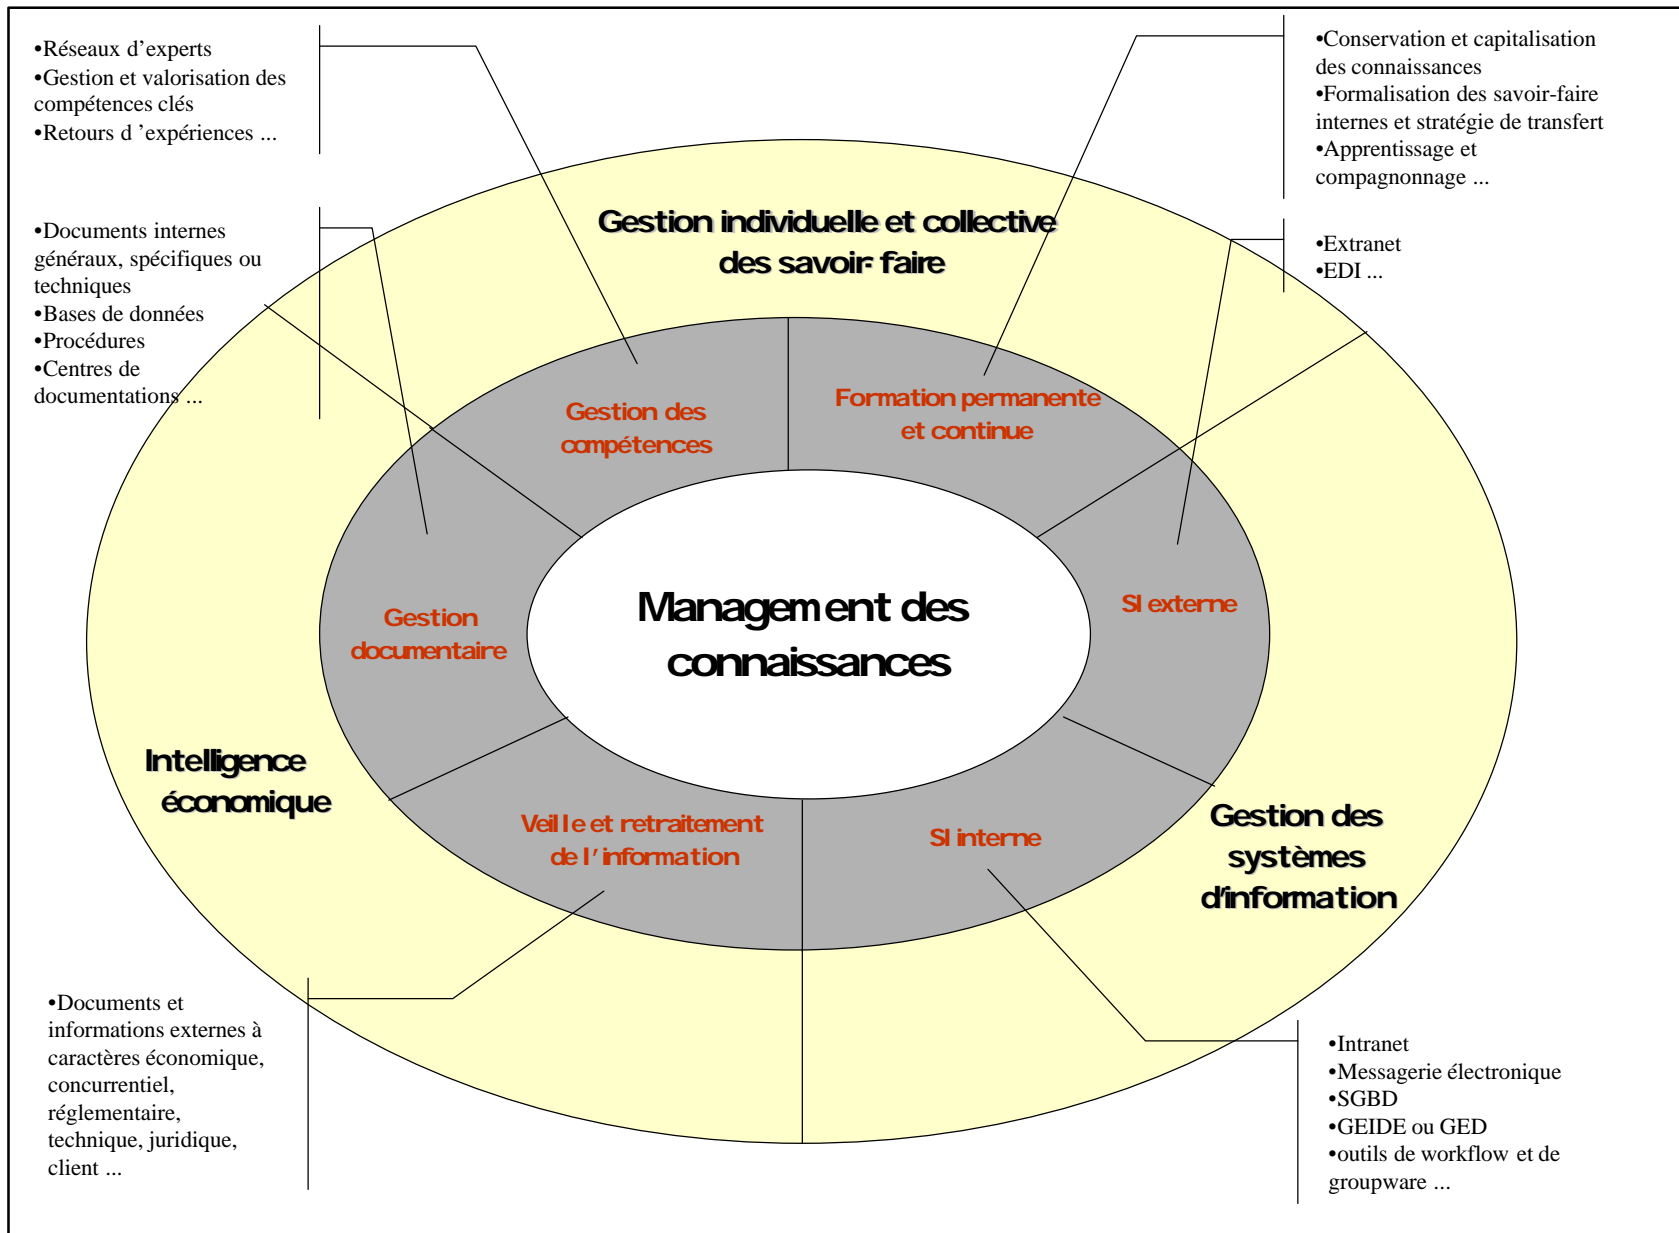 •Réseaux d’experts
•Gestion et valorisation des
compétences clés
•Retours d ’expériences ...
•Conservation et capitalisation
des connaissances
•Formalisation des savoir-faire
internes et stratégie de transfert
•Apprentissage et
compagnonnage ...
•Documents internes
généraux, spécifiques ou
techniques
•Bases de données
•Procédures
•Centres de
documentations ...
•Extranet
•EDI ...
Gestion individuelle et collective
des savoir-faire
Gestion des
compétences
Formation permanente
et continue
Gestion
documentaire
Management des
connaissances
SI externe
Intelligence
économique
Veille et retraitement
de l’information
SI interne
Gestion des
systèmes
d’information
•Documents et
informations externes à
caractères économique,
concurrentiel,
réglementaire,
technique, juridique,
client ...
•Intranet
•Messagerie électronique
•SGBD
•GEIDE ou GED
•outils de workflow et de
groupware ...